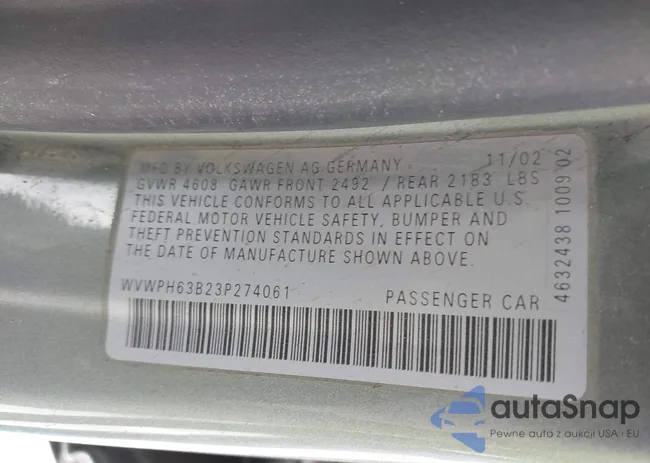 MFD BY VOLKSWAGEN AG GERMANY 11/02
GVWR 4608 GAWR FRONT 2492 / REAR 2183 LBS
THIS VEHICLE CONFORMS TO ALL APPLICABLE U.S.
FEDERAL MOTOR VEHICLE SAFETY, BUMPER AND
THEFT PREVENTION STANDARDS IN EFFECT ON
THE DATE OF MANUFACTURE SHOWN ABOVE.
WVWPH63B23P274061 PASSENGER CAR
4632438 1009 02
autaSnap
Pewne auta z aukcji USA i EU